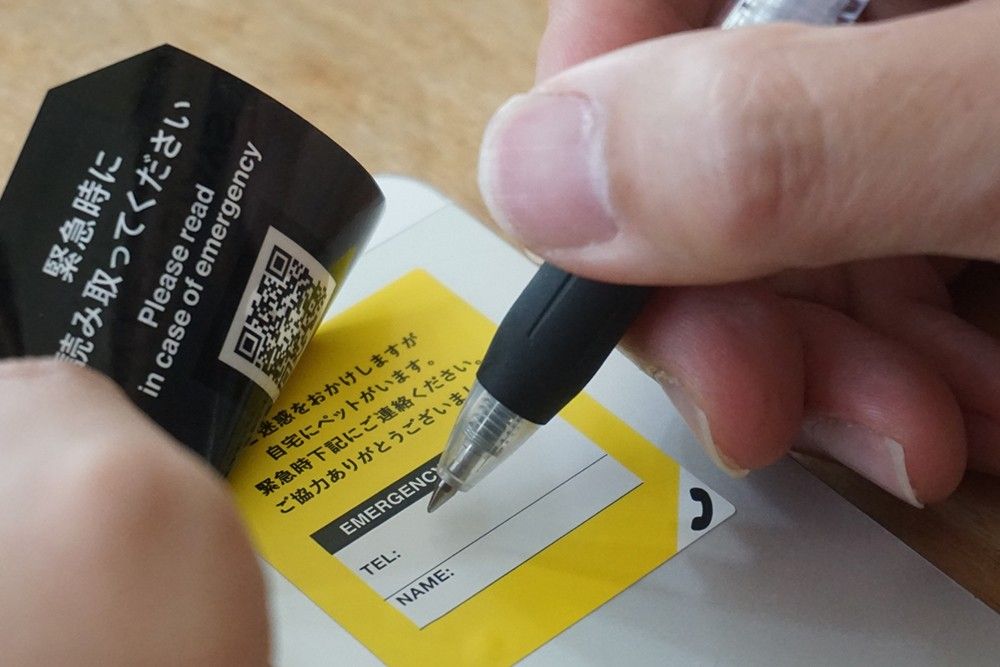 緊急時に
読み取ってください
Please read
in case of emergency
ご迷惑をおかけしますが
自宅にペットがいます。
緊急時下記にご連絡ください。
ご協力ありがとうございま
EMERGENCY
TEL:
NAME: